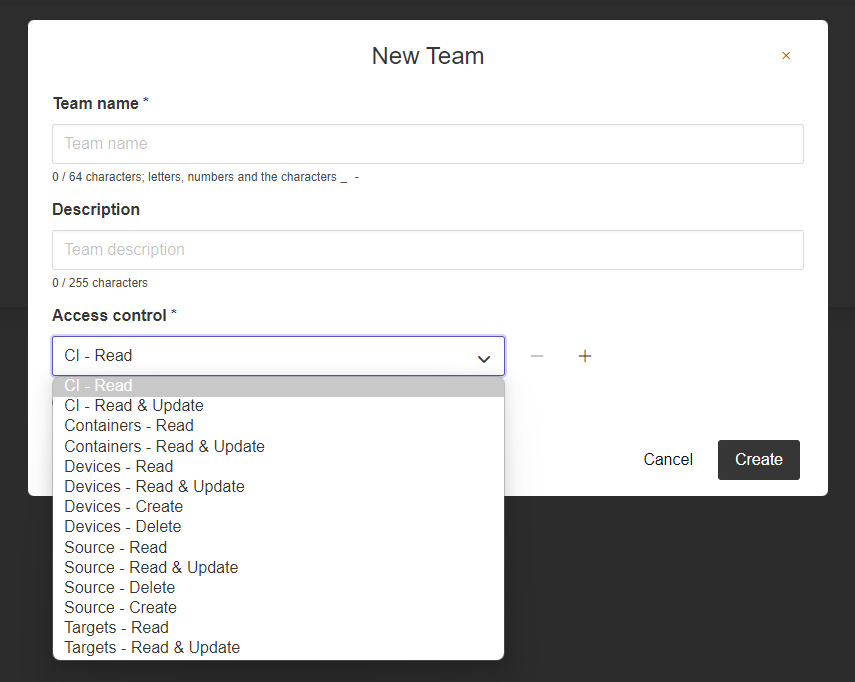 New Team
×
Team name *
Team name
0 / 64 characters; letters, numbers and the characters _ -
Description
Team description
0 / 255 characters
Access control *
CI - Read
CI - Read
CI - Read & Update
Containers - Read
Containers - Read & Update
Devices - Read
Devices - Read & Update
Devices - Create
Devices - Delete
Source - Read
Source - Read & Update
Source - Delete
Source - Create
Targets - Read
Targets - Read & Update
Cancel
Create